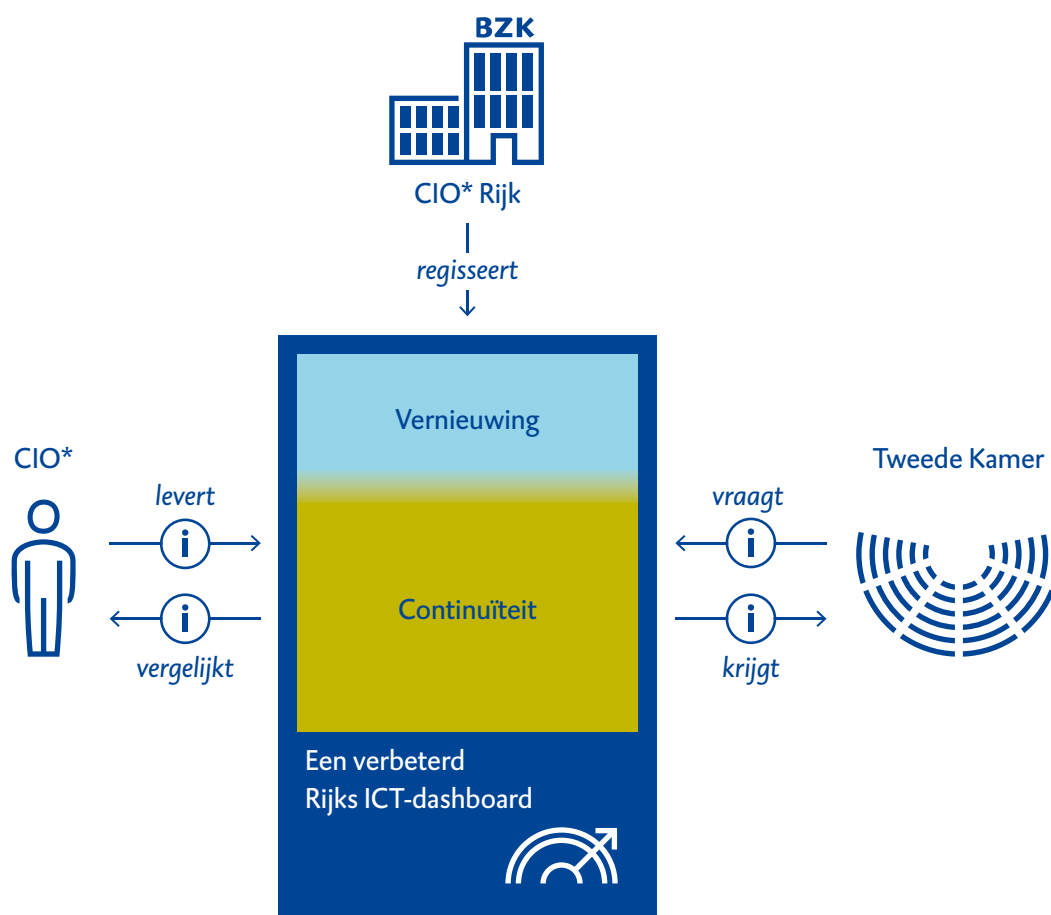 BZK
CIO* Rijk
regisseert
Vernieuwing
CIO*
levert
vergelijkt
Continuïteit
Tweede Kamer
vraagt
krijgt
i
i
i
i
Een verbeterd
Rijks ICT-dashboard